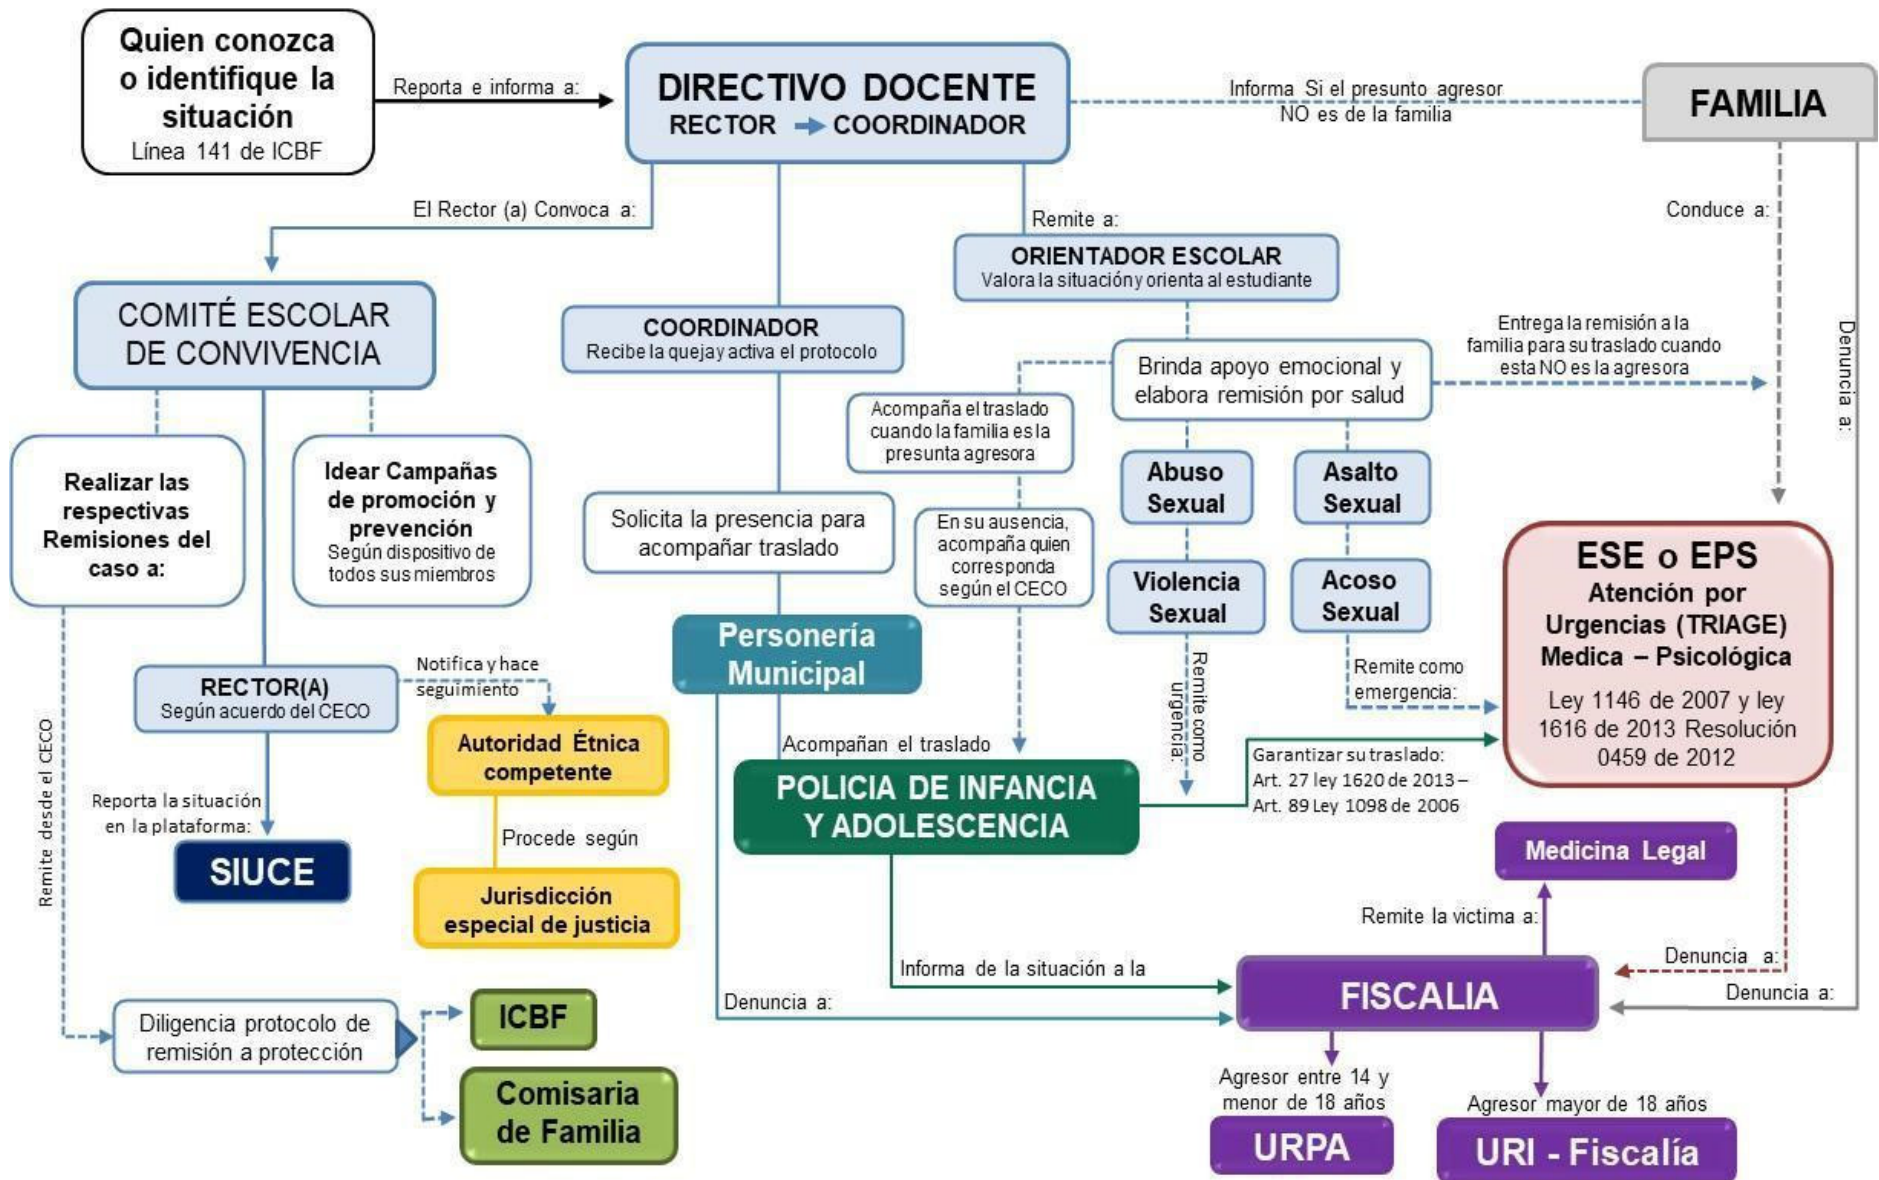 Quien conozca
o identifique la
situación
Línea 141 de ICBF
Reporta e informa a:
DIRECTIVO DOCENTE
RECTOR COORDINADOR
Informa Si el presunto agresor
NO es de la familia
FAMILIA
El Rector (a) Convoca a:
Remite a:
Conduce a:
Denuncia a:
ORIENTADOR ESCOLAR
Valora la situación y orienta al estudiante
COMITÉ ESCOLAR
DE CONVIVENCIA
COORDINADOR
Recibe la queja y activa el protocolo
Brinda apoyo emocional y
elabora remisión por salud
Entrega la remisión a la
familia para su traslado cuando
esta NO es la agresora
Acompaña el traslado
cuando la familia es la
presunta agresora
Realizar las
respectivas
Remisiones del
caso a:
Idear Campañas
de promoción y
prevención
Según dispositivo de
todos sus miembros
Abuso
Sexual
Asalto
Sexual
Solicita la presencia para
acompañar traslado
En su ausencia,
acompaña quien
corresponda
según el CECO
Violencia
Sexual
Acoso
Sexual
ESE o EPS
Atención por
Urgencias (TRIAGE)
Medica – Psicológica
Ley 1146 de 2007 y ley
1616 de 2013 Resolución
0459 de 2012
Personería
Municipal
Remite como
urgencia:
Remite como
emergencia:
RECTOR(A)
Según acuerdo del CECO
Notifica y hace
seguimiento
Autoridad Étnica
competente
Procede según
Jurisdicción
especial de justicia
Acompañan el traslado
POLICIA DE INFANCIA
Y ADOLESCENCIA
Garantizar su traslado:
Art. 27 ley 1620 de 2013 –
Art. 89 Ley 1098 de 2006
Reporta la situación
en la plataforma:
SIUCE
Remite desde el CECO
Medicina Legal
Remite la victima a:
Informa de la situación a la
Denuncia a:
FISCALIA
Denuncia a:
Denuncia a:
Diligencia protocolo de
remisión a protección
ICBF
Comisaria
de Familia
Agresor entre 14 y
menor de 18 años
URPA
Agresor mayor de 18 años
URI - Fiscalía